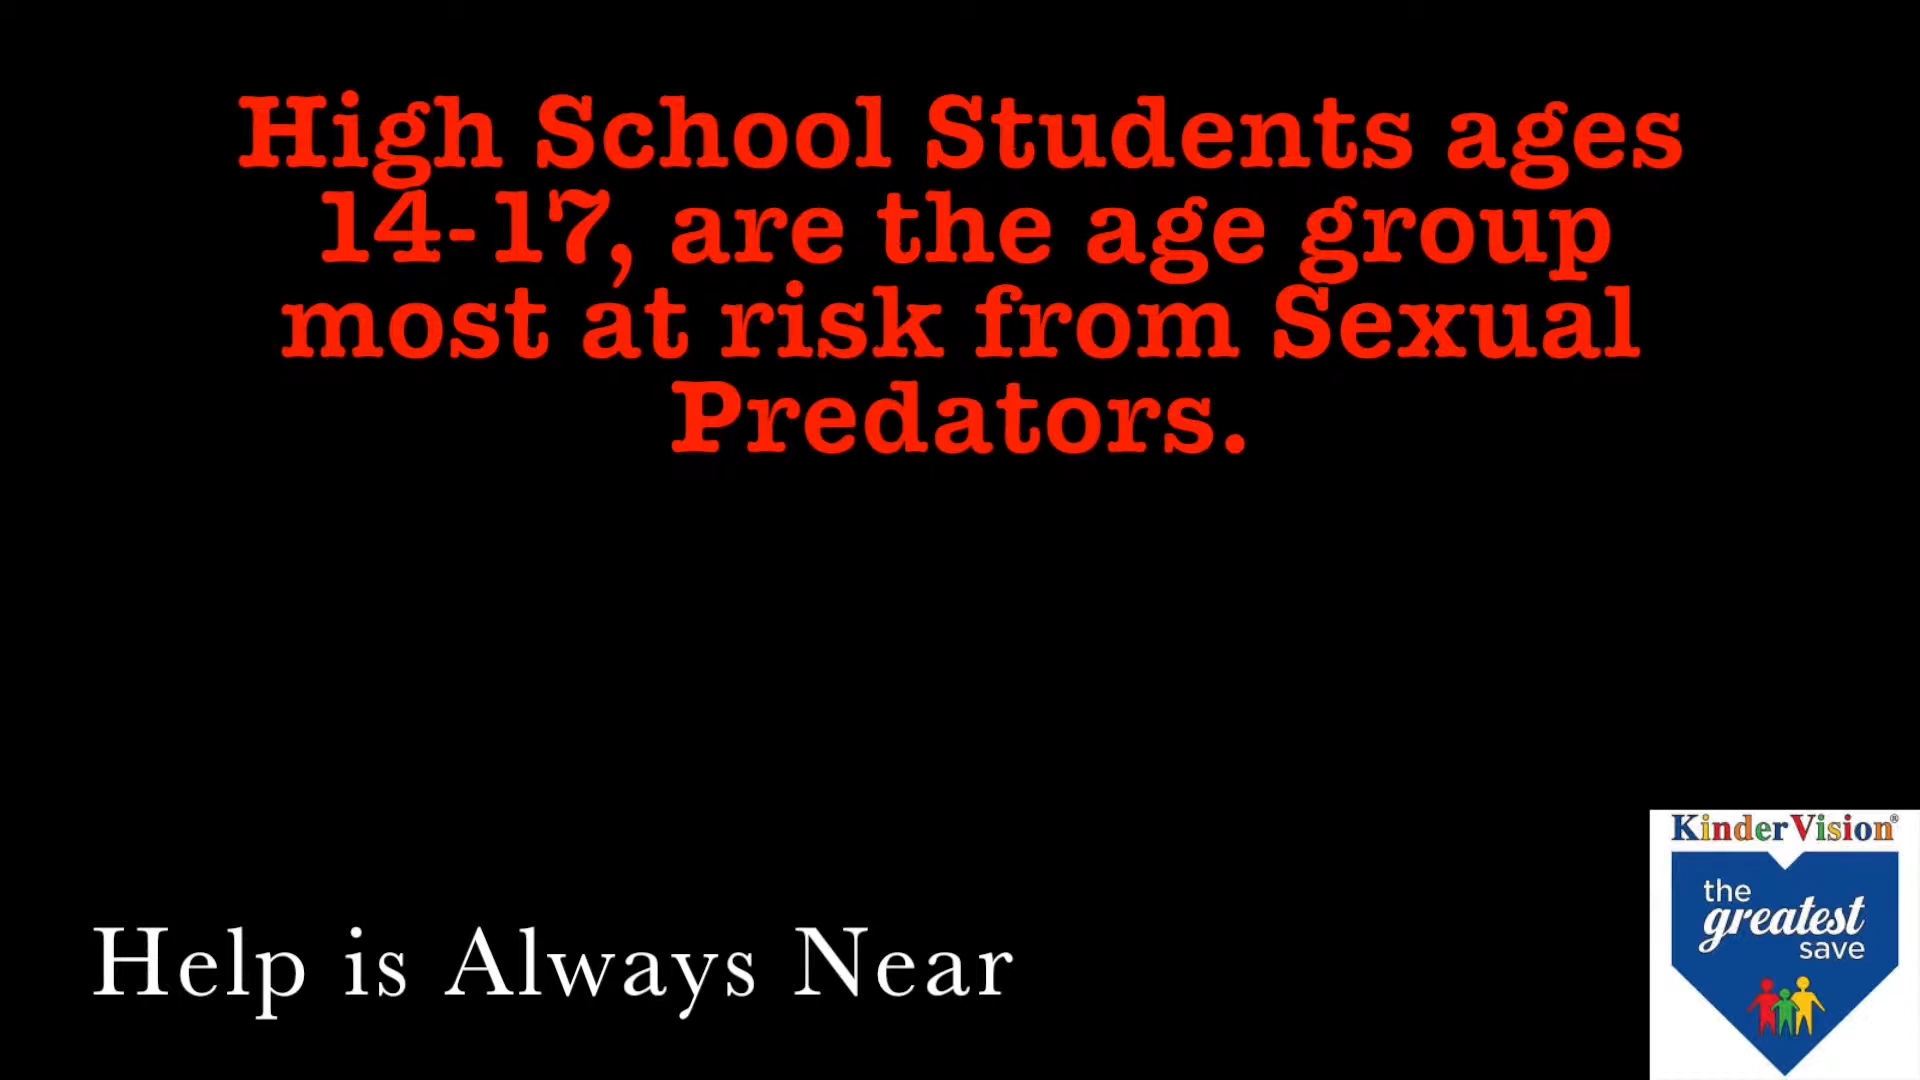 High School Students ages
14-17, are the age group
most at risk from Sexual
Predators.
Help is Always Near
KinderVision®
the
greatest
save